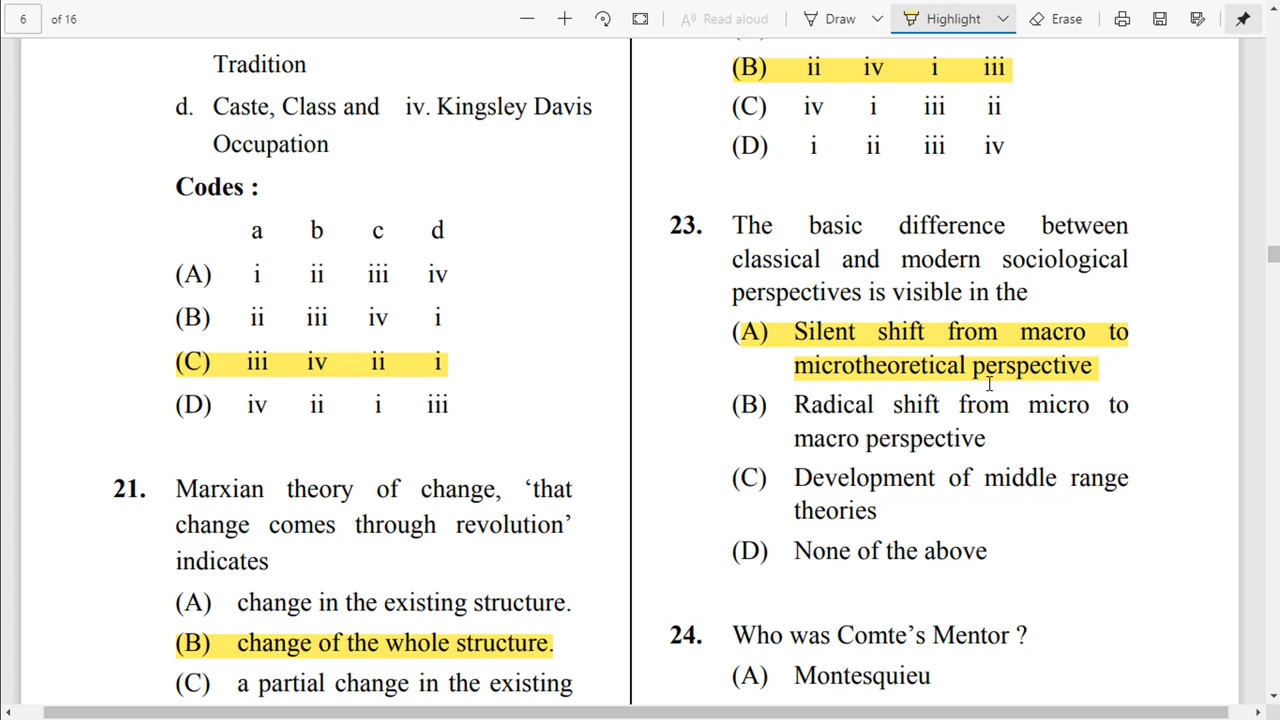 6 of 16
Read aloud
Draw
Highlight
Erase
Tradition
d. Caste, Class and iv. Kingsley Davis
Occupation
Codes :
a b c d
(A) i ii iii iv
(B) ii iii iv i
(C) iii iv ii i
(D) iv ii i iii
21. Marxian theory of change, ‘that
change comes through revolution’
indicates
(A) change in the existing structure.
(B) change of the whole structure.
(C) a partial change in the existing
(B) ii iv i iii
(C) iv i iii ii
(D) i ii iii iv
23. The basic difference between
classical and modern sociological
perspectives is visible in the
(A) Silent shift from macro to
microtheoretical perspective
(B) Radical shift from micro to
macro perspective
(C) Development of middle range
theories
(D) None of the above
24. Who was Comte’s Mentor ?
(A) Montesquieu